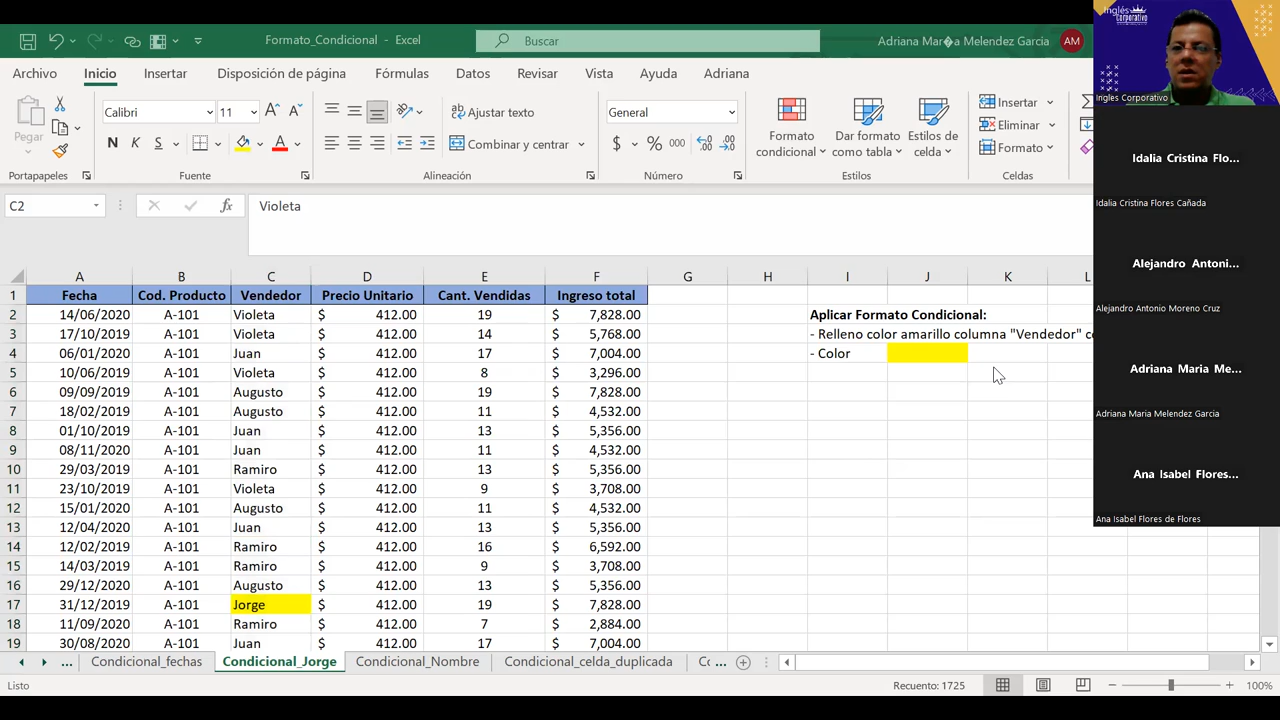 Formato_Condicional - Excel
Buscar
Adriana Mar�a Melendez Garcia
AM
Archivo Inicio Insertar Disposición de página Fórmulas Datos Revisar Vista Ayuda Adriana
Pegar
Calibri 11
N K S
Ajustar texto
Combinar y centrar
General
$ % 000
Formato condicional
Dar formato como tabla
Estilos de celda
Insertar
Eliminar
Formato
Portapapeles Fuente Alineación Número Estilos Celdas
C2 fx Violeta
A B C D E F G H I J K L
1 Fecha Cod. Producto Vendedor Precio Unitario Cant. Vendidas Ingreso total
2 14/06/2020 A-101 Violeta $ 412.00 19 $ 7,828.00 Aplicar Formato Condicional:
3 17/10/2019 A-101 Violeta $ 412.00 14 $ 5,768.00 - Relleno color amarillo columna "Vendedor"
4 06/01/2020 A-101 Juan $ 412.00 17 $ 7,004.00 - Color
5 10/06/2019 A-101 Violeta $ 412.00 8 $ 3,296.00
6 09/09/2019 A-101 Augusto $ 412.00 19 $ 7,828.00
7 18/02/2020 A-101 Augusto $ 412.00 11 $ 4,532.00
8 01/10/2019 A-101 Juan $ 412.00 13 $ 5,356.00
9 08/11/2020 A-101 Juan $ 412.00 11 $ 4,532.00
10 29/03/2019 A-101 Ramiro $ 412.00 13 $ 5,356.00
11 23/10/2019 A-101 Violeta $ 412.00 9 $ 3,708.00
12 15/01/2020 A-101 Augusto $ 412.00 11 $ 4,532.00
13 12/04/2019 A-101 Juan $ 412.00 13 $ 5,356.00
14 12/02/2019 A-101 Ramiro $ 412.00 16 $ 6,592.00
15 14/03/2019 A-101 Ramiro $ 412.00 9 $ 3,708.00
16 29/12/2020 A-101 Augusto $ 412.00 13 $ 5,356.00
17 31/12/2019 A-101 Jorge $ 412.00 19 $ 7,828.00
18 11/09/2020 A-101 Ramiro $ 412.00 7 $ 2,884.00
19 30/08/2020 A-101 Juan $ 412.00 17 $ 7,004.00
... Condicional_fechas Condicional_Jorge Condicional_Nombre Condicional_celda_duplicada ...
Listo Recuento: 1725 100%
Inglés Corporativo
Ingles Corporativo
Idalia Cristina Flo...
Idalia Cristina Flores Cañada
Alejandro Antoni...
Alejandro Antonio Moreno Cruz
Adriana Maria Me...
Adriana Maria Melendez Garcia
Ana Isabel Flores...
Ana Isabel Flores de Flores